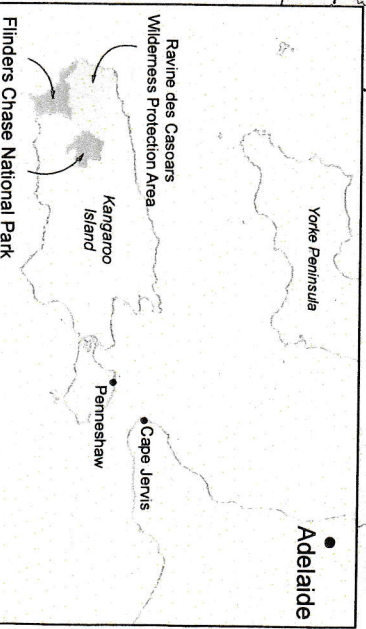 Adelaide
Yorke Peninsula
Cape Jervis
Penneshaw
Kangaroo
Island
Ravine des Casoars
Wilderness Protection Area
Flinders Chase National Park